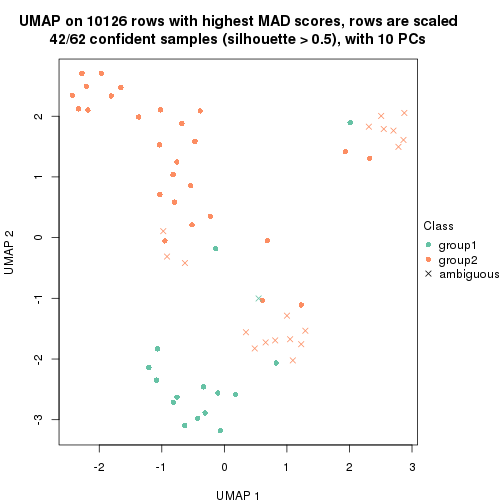 UMAP on 10126 rows with highest MAD scores, rows are scaled
42/62 confident samples (silhouette > 0.5), with 10 PCs
2
1
0
-1
-2
-3
UMAP 2
-2
-1
0
1
2
3
UMAP 1
Class
group1
group2
ambiguous